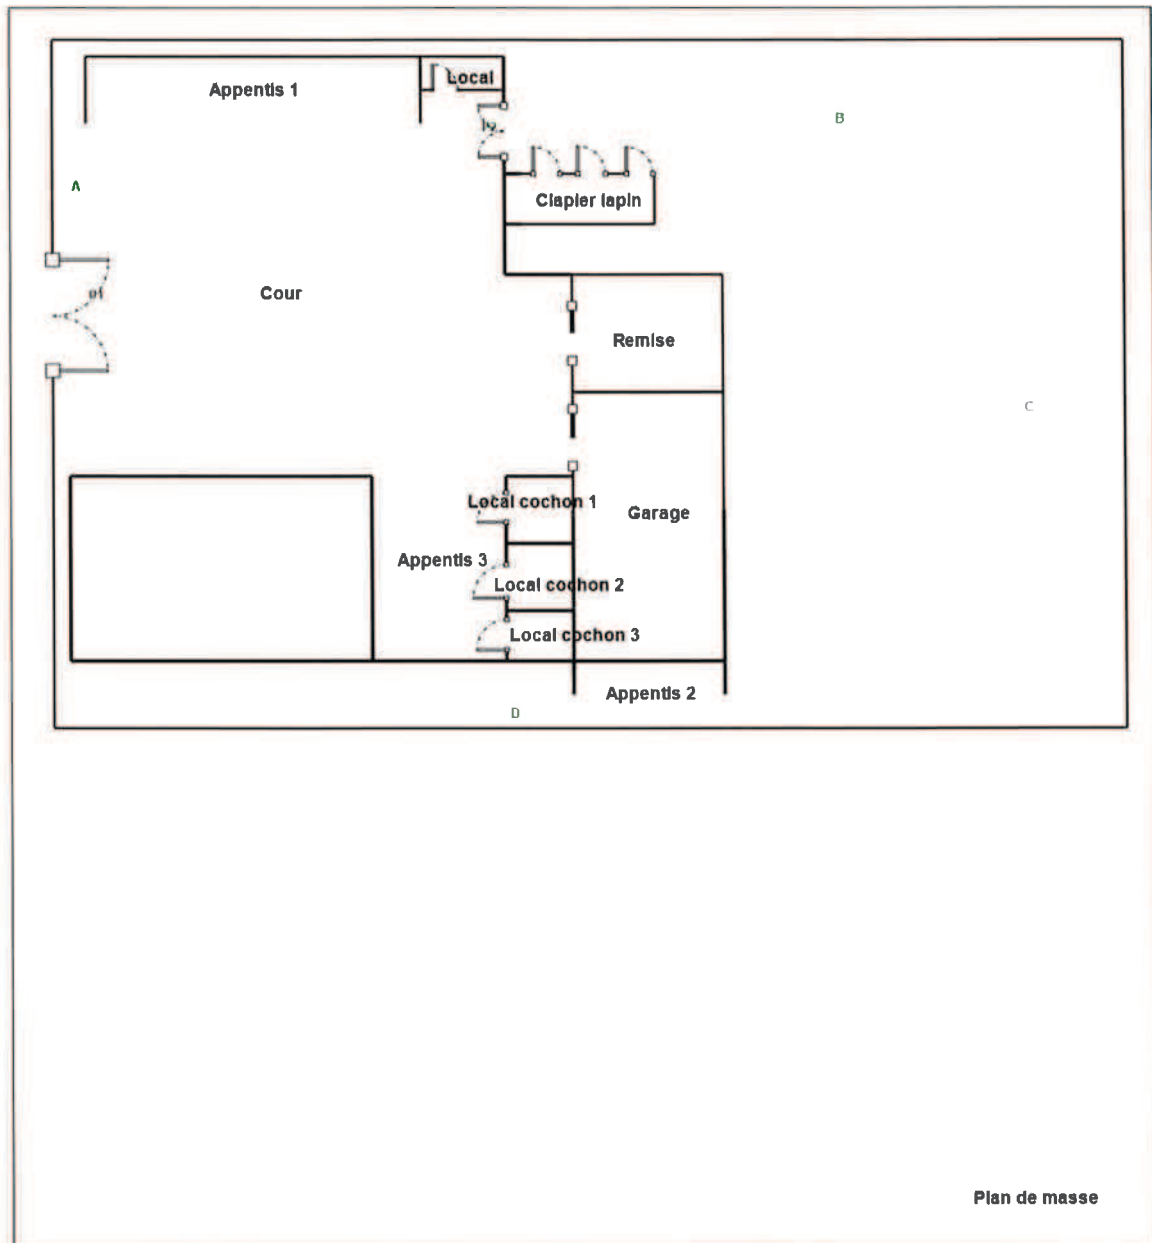 Local
Appentis 1
B
A
Clapier lapin
Cour
Remise
C
Local cochon 1
Garage
Appentis 3
Local cochon 2
Local cochon 3
Appentis 2
D
Plan de masse